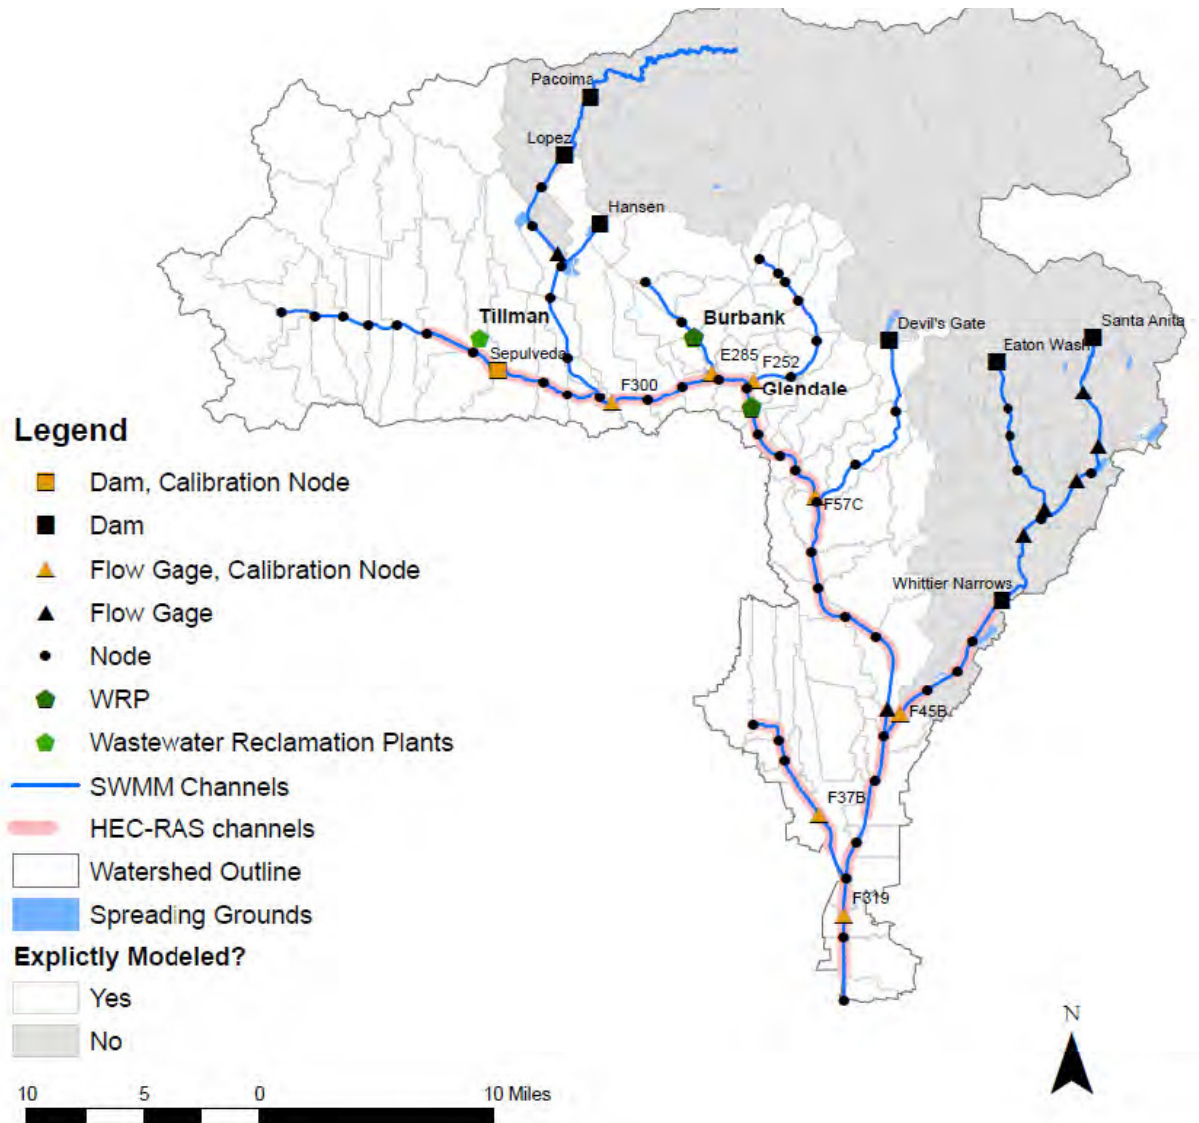 Pacoima
Lopez
Hansen
Tillman
Burbank
Devil's Gate
Santa Anita
Eaton Wash
Sepulveda
E285
F252
F300
Glendale
F57C
Whittier Narrows
F45B
F37B
F319
Legend
Dam, Calibration Node
Dam
Flow Gage, Calibration Node
Flow Gage
Node
WRP
Wastewater Reclamation Plants
SWMM Channels
HEC-RAS channels
Watershed Outline
Spreading Grounds
Explictly Modeled?
Yes
No
10 5 0 10 Miles
N